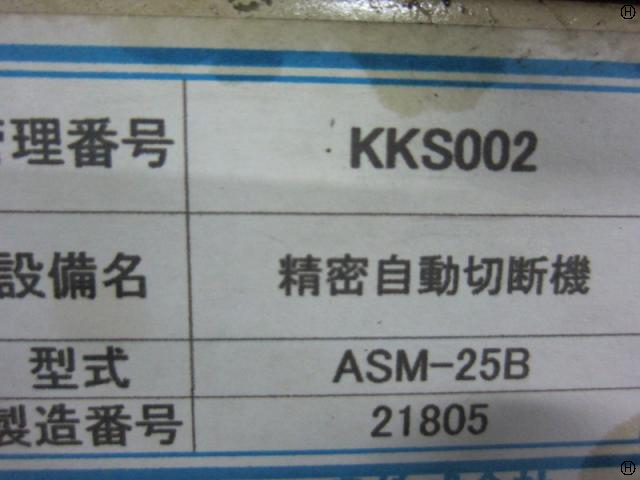 管理番号 KKS002
設備名 精密自動切断機
型式 ASM-25B
製造番号 21805